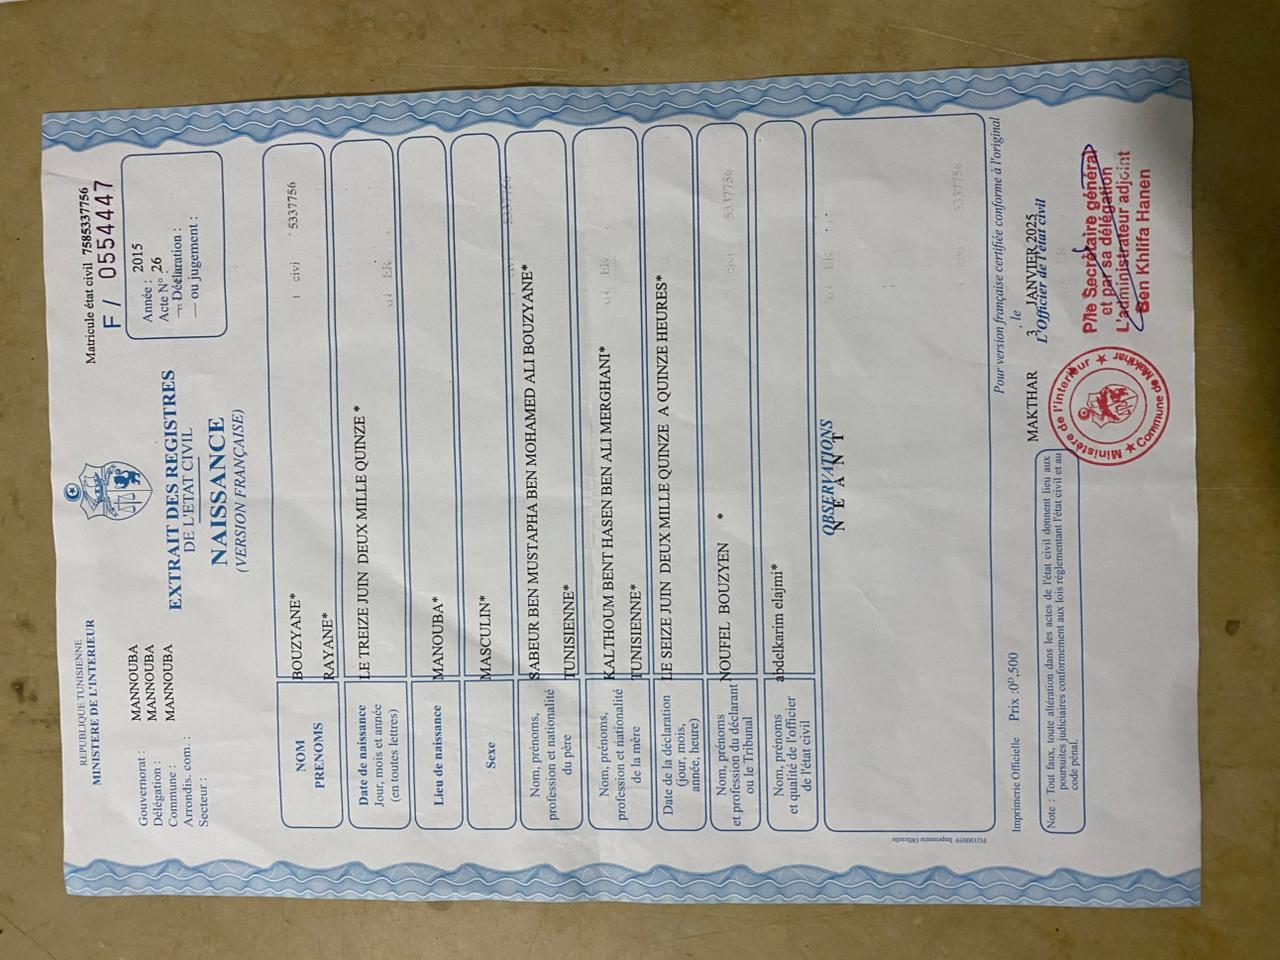 REPUBLIQUE TUNISIENNE
MINISTERE DE L'INTERIEUR
Matricule état civil 7585337756
F / 0554447
Gouvernorat : MANNOUBA
Délégation : MANNOUBA
Commune : MANNOUBA
Arrondis. com. :
Secteur :
EXTRAIT DES REGISTRES
DE L'ETAT CIVIL
NAISSANCE
(VERSION FRANÇAISE)
Année : 2015
Acte N° 26
— Déclaration :
— ou jugement :
NOM BOUZYANE*
PRENOMS RAYANE*
civi 5337756
Date de naissance
Jour, mois et année
(en toutes lettres)
LE TREIZE JUIN DEUX MILLE QUINZE *
Lieu de naissance MANOUBA*
Sexe MASCULIN*
Nom, prénoms,
profession et nationalité
du père
SABEUR BEN MUSTAPHA BEN MOHAMED ALI BOUZYANE*
TUNISIENNE*
Nom, prénoms,
profession et nationalité
de la mère
KALTHOUM BENT HASEN BEN ALI MERGHANI*
TUNISIENNE*
Date de la déclaration
(jour, mois,
année, heure)
LE SEIZE JUIN DEUX MILLE QUINZE A QUINZE HEURES*
Nom, prénoms
et profession du déclarant
ou le Tribunal
NOUFEL BOUZYEN *
civi 5337756
Nom, prénoms
et qualité de l'officier
de l'état civil
abdelkarim elajmi*
OBSERVATIONS
N E A N T
5337756
FG100059 Imprimerie Officielle
Pour version française certifiée conforme à l'original
MAKTHAR , le 3 JANVIER 2025
L'Officier de l'état civil
Imprimerie Officielle Prix :0ᴰ,500
Note : Tout faux, toute altération dans les actes de l'état civil donnent lieu aux
poursuites judiciaires conformement aux lois réglementant l'état civil et au
code pénal.
Ministère de l'interieur
Commune de Makthar
P/le Secrétaire général
et par sa délégation
L'administrateur adjoint
Ben Khlifa Hanen